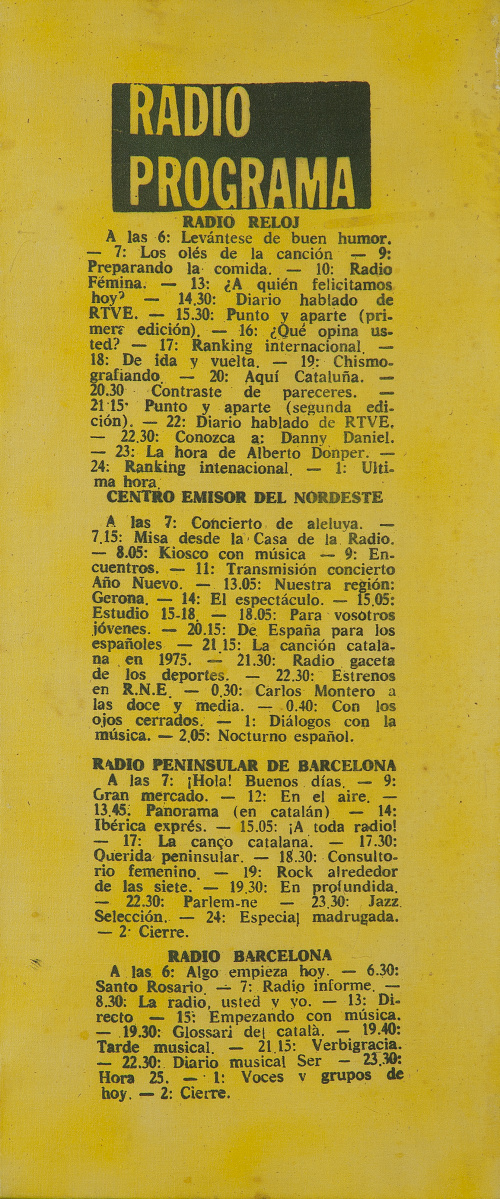 RADIO
PROGRAMA
RADIO RELOJ
A las 6: Levántese de buen humor.
— 7: Los olés de la canción — 9:
Preparando la comida. — 10: Radio
Fémina. — 13: ¿A quién felicitamos
hoy? — 14,30: Diario hablado de
RTVE. — 15.30: Punto y aparte (pri-
mera edición). — 16: ¿Qué opina us-
ted? — 17: Ranking internacional. —
18: De ida y vuelta. — 19: Chismo-
grafiando. — 20: Aquí Cataluña. —
20.30 Contraste de pareceres. —
21 15: Punto y aparte (segunda edi-
ción). — 22: Diario hablado de RTVE.
— 22.30: Conozca a: Danny Daniel.
— 23: La hora de Alberto Donper. —
24: Ranking intenacional. — 1: Ulti-
ma hora.
CENTRO EMISOR DEL NORDESTE
A las 7: Concierto de aleluya. —
7.15: Misa desde la Casa de la Radio.
— 8.05: Kiosco con música — 9: En-
cuentros. — 11: Transmisión concierto
Año Nuevo. — 13.05: Nuestra región:
Gerona. — 14: El espectáculo. — 15.05:
Estudio 15-18. — 18.05: Para vosotros
jóvenes. — 20.15: De España para los
españoles — 21.15: La canción catala-
na en 1975. — 21.30: Radio gaceta
de los deportes. — 22.30: Estrenos
en R.N.E. — 0,30: Carlos Montero a
las doce y media. — 0.40: Con los
ojos cerrados. — 1: Diálogos con la
música. — 2,05: Nocturno español.
RADIO PENINSULAR DE BARCELONA
A las 7: ¡Hola! Buenos días. — 9:
Gran mercado. — 12: En el aire. —
13.45: Panorama (en catalán) — 14:
Ibérica exprés. — 15.05: ¡A toda radio!
— 17: La canço catalana. — 17.30:
Querida peninsular. — 18.30: Consulto-
rio femenino. — 19: Rock alrededor
de las siete. — 19,30: En profundida.
— 22.30: Parlem-ne — 23,30: Jazz
Selección. — 24: Especial madrugada.
— 2: Cierre.
RADIO BARCELONA
A las 6: Algo empieza hoy. — 6.30:
Santo Rosario. — 7: Radio informe. —
8.30: La radio, usted y yo. — 13: Di-
recto — 15: Empezando con música.
— 19.30: Glossari del català. — 19.40:
Tarde musical. — 21,15: Verbigracia.
— 22.30: Diario musical Ser — 23.30:
Hora 25. — 1: Voces y grupos de
hoy. — 2: Cierre.